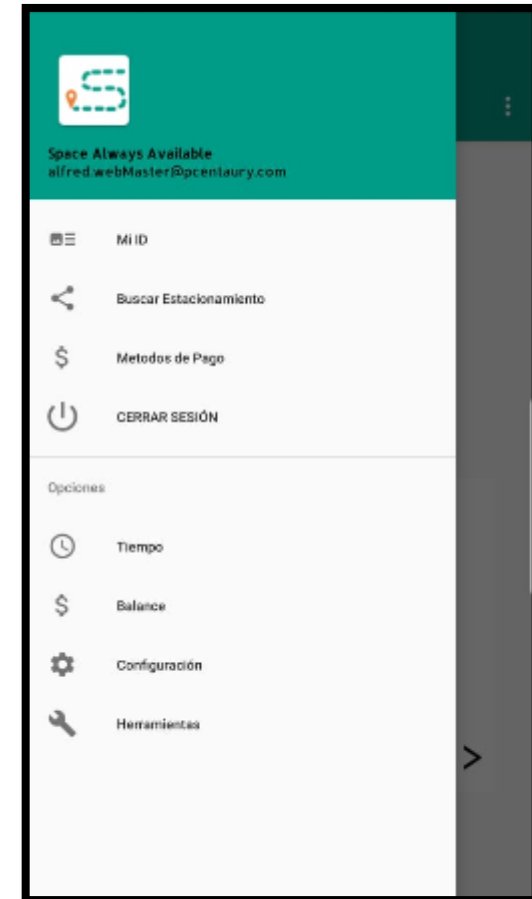 Space Always Available
alfred.webMaster@pcentaury.com
Mi ID
Buscar Estacionamiento
Metodos de Pago
CERRAR SESIÓN
Opciones
Tiempo
Balance
Configuración
Herramientas
>